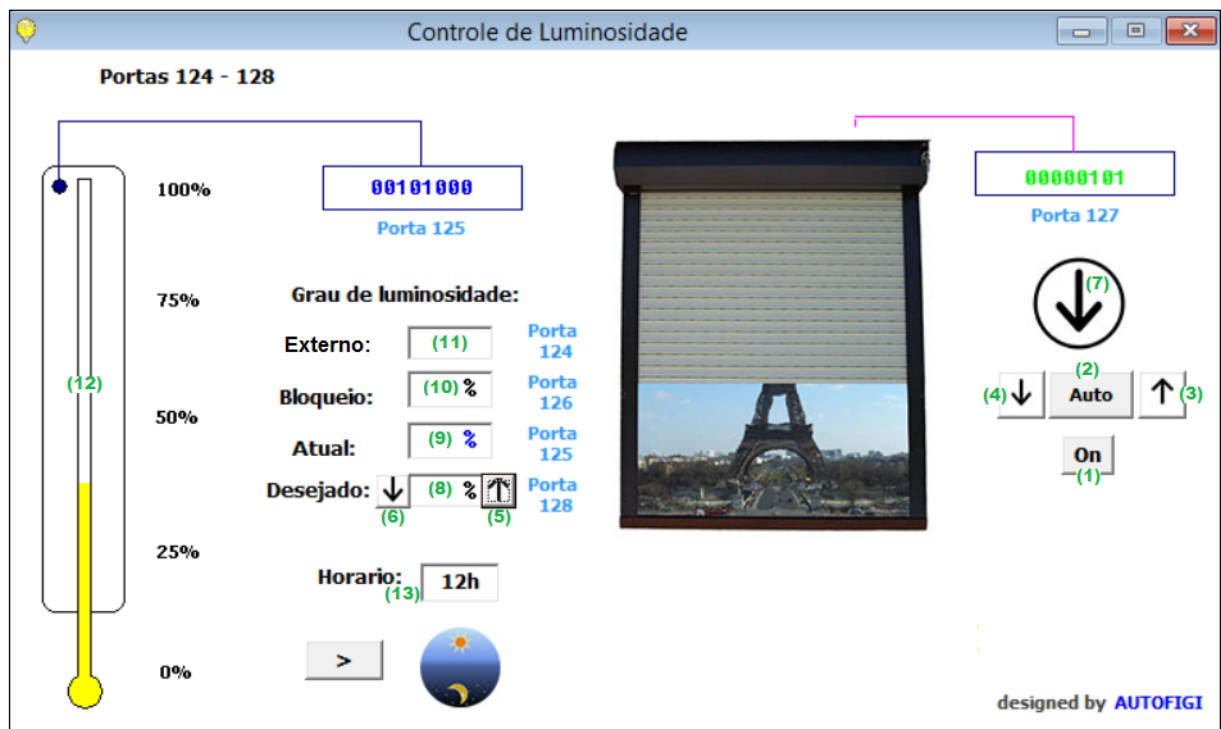 Controle de Luminosidade
Portas 124 - 128
00101000
Porta 125
00000101
Porta 127
100%
75%
50%
25%
0%
(12)
Grau de luminosidade:
Externo: (11) Porta 124
Bloqueio: (10) % Porta 126
Atual: (9) % Porta 125
Desejado: (8) % Porta 128
(6) (5)
Horario: 12h
(13)
>
(7)
(2)
(4) Auto (3)
On
(1)
designed by AUTOFIGI